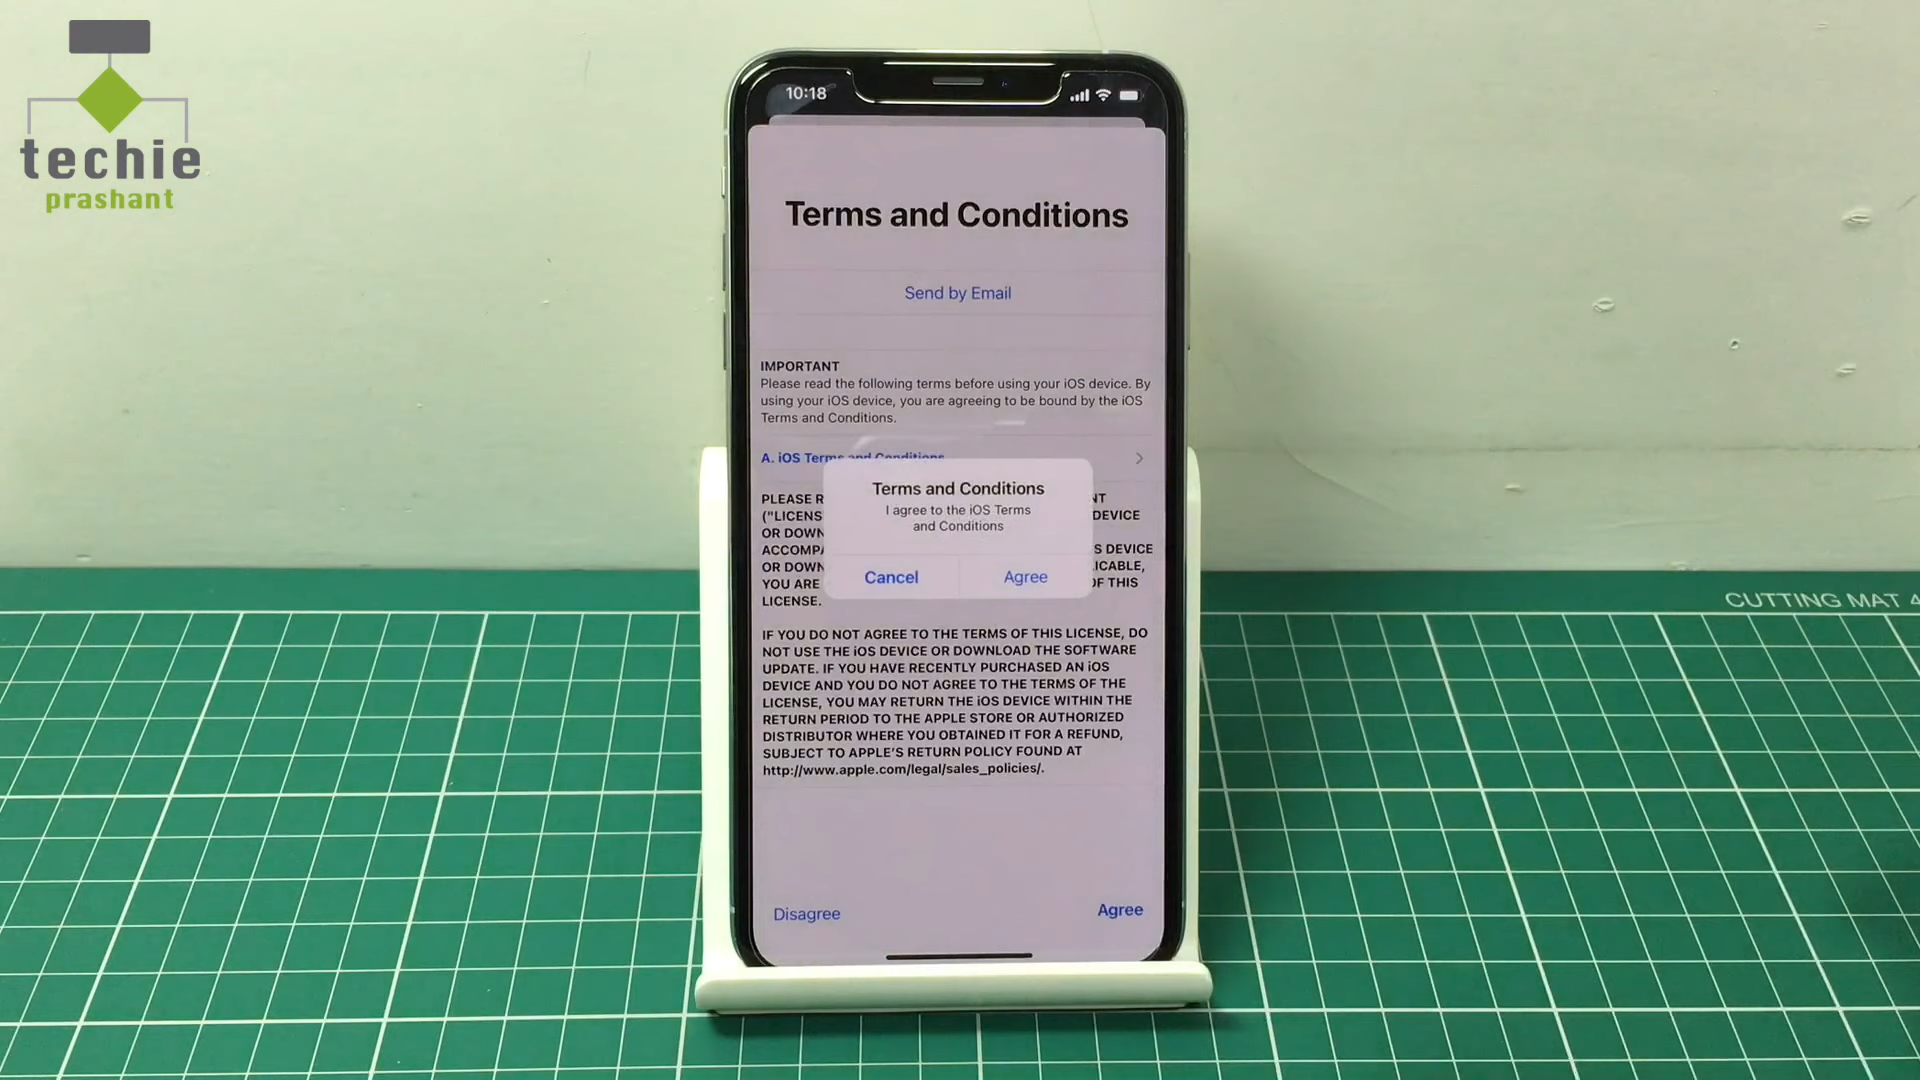 techie
prashant
10:18
Terms and Conditions
Send by Email
IMPORTANT
Please read the following terms before using your iOS device. By
using your iOS device, you are agreeing to be bound by the iOS
Terms and Conditions.
A. iOS Terms and Conditions
PLEASE R
NT
("LICENS
DEVICE
OR DOWN
ACCOMPA
S DEVICE
OR DOWN
ICABLE,
YOU ARE
OF THIS
LICENSE.
Terms and Conditions
I agree to the iOS Terms
and Conditions
Cancel
Agree
IF YOU DO NOT AGREE TO THE TERMS OF THIS LICENSE, DO
NOT USE THE iOS DEVICE OR DOWNLOAD THE SOFTWARE
UPDATE. IF YOU HAVE RECENTLY PURCHASED AN iOS
DEVICE AND YOU DO NOT AGREE TO THE TERMS OF THE
LICENSE, YOU MAY RETURN THE iOS DEVICE WITHIN THE
RETURN PERIOD TO THE APPLE STORE OR AUTHORIZED
DISTRIBUTOR WHERE YOU OBTAINED IT FOR A REFUND,
SUBJECT TO APPLE'S RETURN POLICY FOUND AT
http://www.apple.com/legal/sales_policies/.
Disagree
Agree
CUTTING MAT